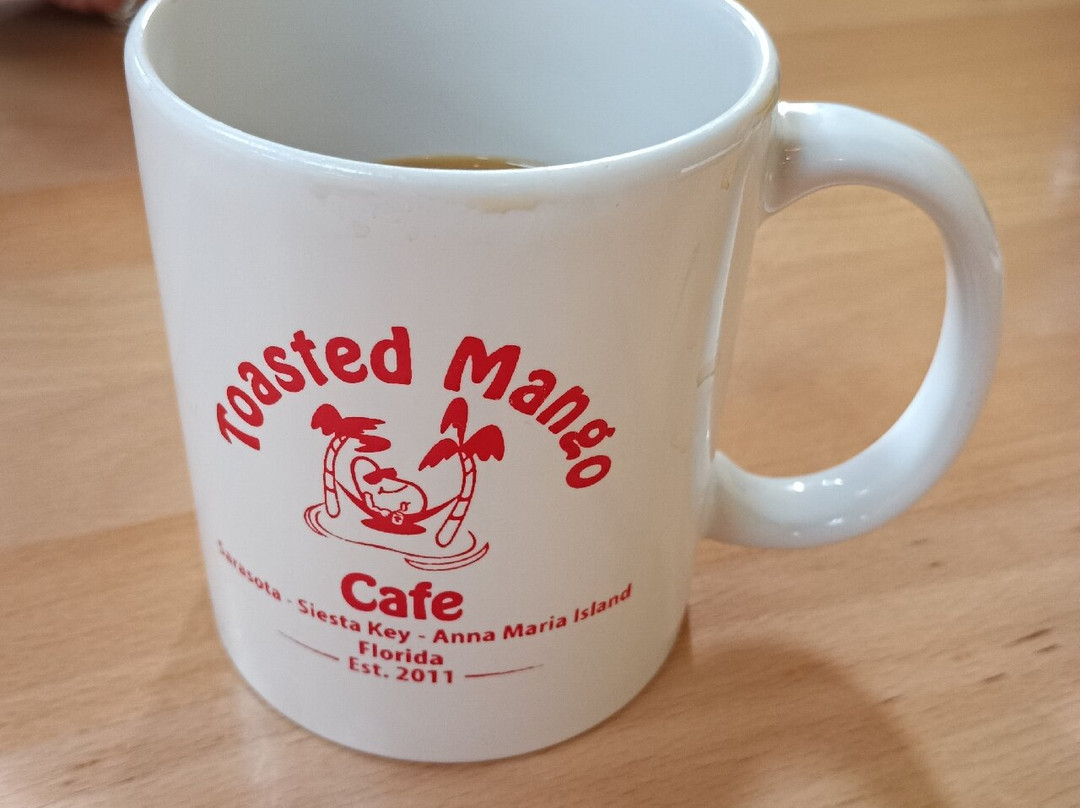 Toasted Mango
Cafe
Sarasota - Siesta Key - Anna Maria Island
Florida
Est. 2011